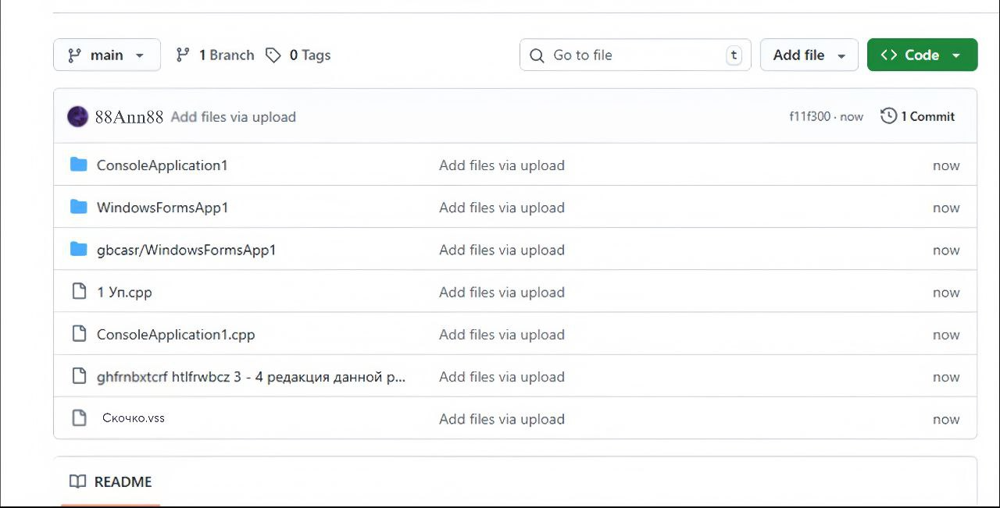 main 1 Branch 0 Tags Go to file t Add file Code
88Ann88 Add files via upload f11f300 · now 1 Commit
ConsoleApplication1 Add files via upload now
WindowsFormsApp1 Add files via upload now
gbcasr/WindowsFormsApp1 Add files via upload now
1 Уп.cpp Add files via upload now
ConsoleApplication1.cpp Add files via upload now
ghfrnbxtcrf htlfrwbcz 3 - 4 редакция данной р... Add files via upload now
Скочко.vss Add files via upload now
README